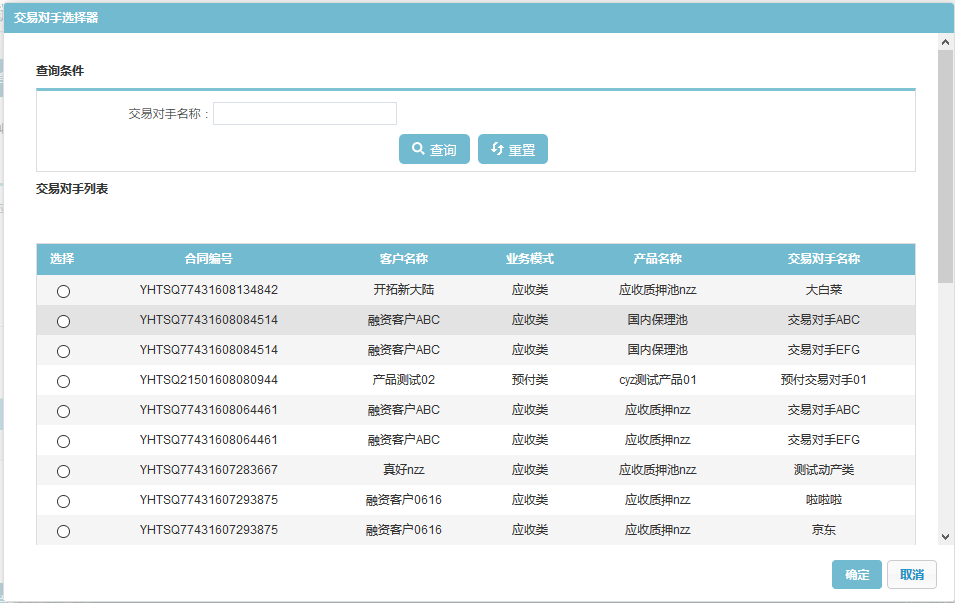 交易对手选择器
查询条件
交易对手名称：
查询 重置
交易对手列表
选择 合同编号 客户名称 业务模式 产品名称 交易对手名称
YHTSQ77431608134842 开拓新大陆 应收类 应收质押池nzz 大白菜
YHTSQ77431608084514 融资客户ABC 应收类 国内保理池 交易对手ABC
YHTSQ77431608084514 融资客户ABC 应收类 国内保理池 交易对手EFG
YHTSQ21501608080944 产品测试02 预付类 cyz测试产品01 预付交易对手01
YHTSQ77431608064461 融资客户ABC 应收类 应收质押nzz 交易对手ABC
YHTSQ77431608064461 融资客户ABC 应收类 应收质押nzz 交易对手EFG
YHTSQ77431607283667 真好nzz 应收类 应收质押池nzz 测试动产类
YHTSQ77431607293875 融资客户0616 应收类 应收质押nzz 啦啦啦
YHTSQ77431607293875 融资客户0616 应收类 应收质押nzz 京东
确定 取消